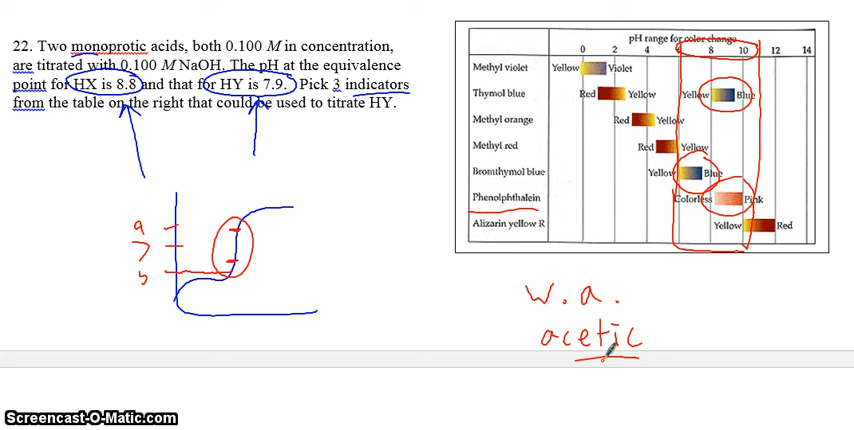 22. Two monoprotic acids, both 0.100 M in concentration,
are titrated with 0.100 M NaOH. The pH at the equivalence
point for HX is 8.8 and that for HY is 7.9. Pick 3 indicators
from the table on the right that could be used to titrate HY.
pH range for color change
0 2 4 6 8 10 12 14
Methyl violet Yellow Violet
Thymol blue Red Yellow Yellow Blue
Methyl orange Red Yellow
Methyl red Red Yellow
Bromthymol blue Yellow Blue
Phenolphthalein Colorless Pink
Alizarin yellow R Yellow Red
9
7
5
w.a.
acetic
Screencast-O-Matic.com